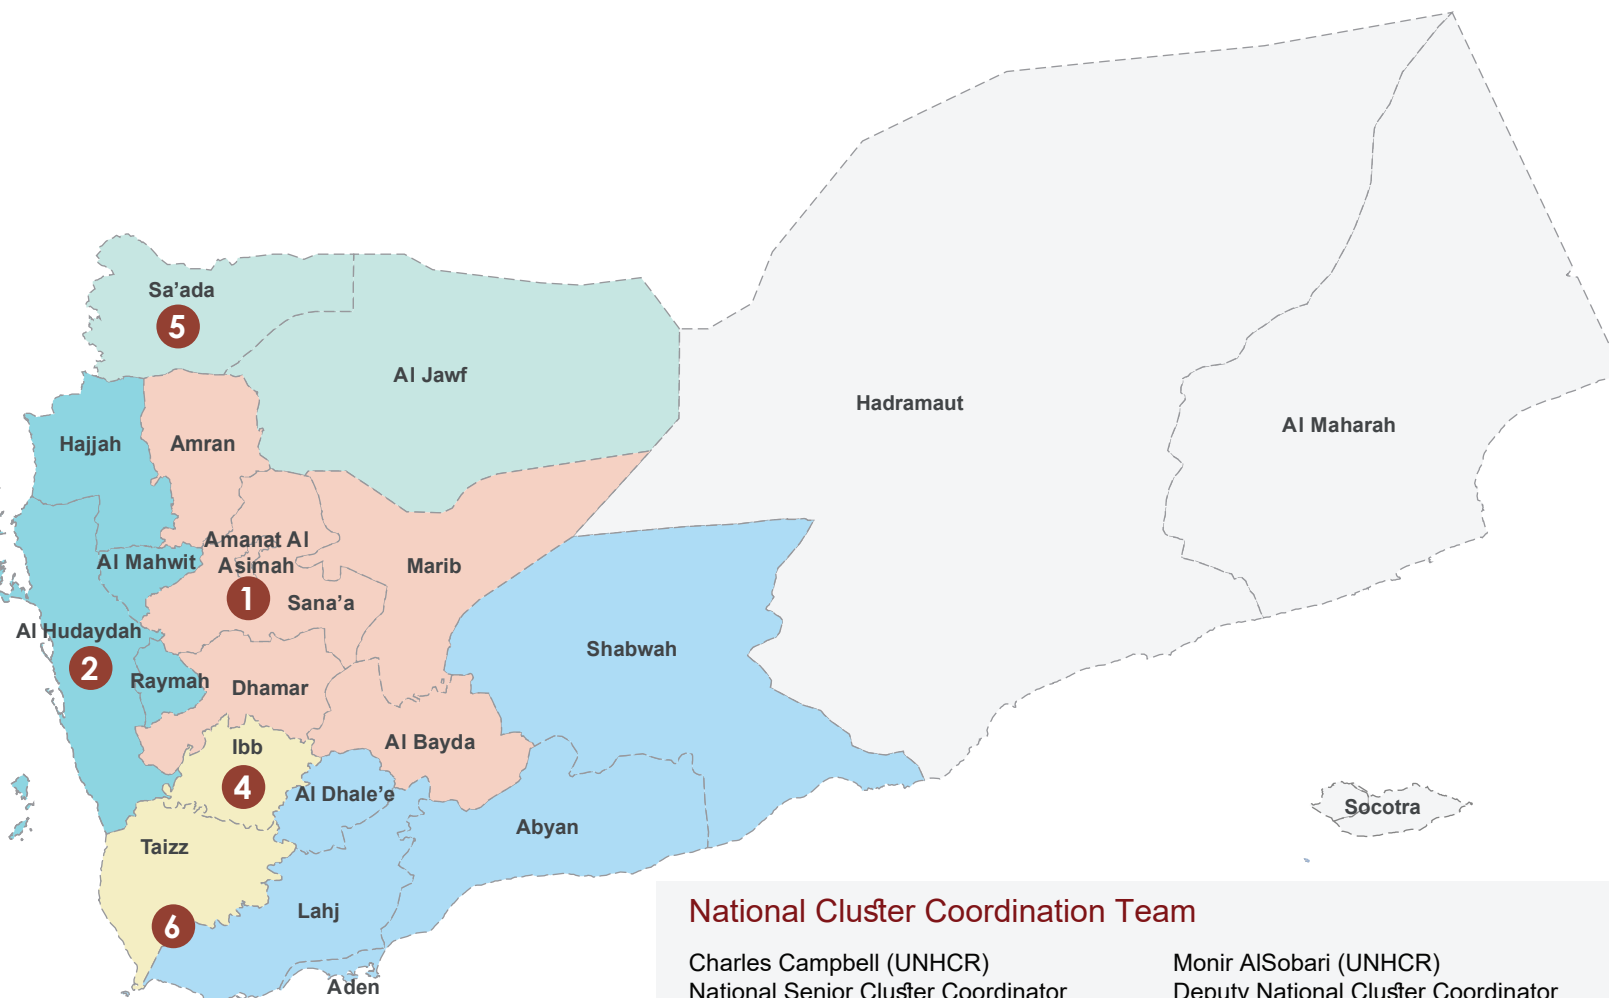 Sa’ada
5
Al Jawf
Hadramaut
Al Maharah
Hajjah
Amran
Amanat Al
Asimah
Al Mahwit
Marib
1
Sana’a
Al Hudaydah
2
Shabwah
Raymah
Dhamar
Ibb
Al Bayda
4
Al Dhale’e
Socotra
Abyan
Taizz
Lahj
6
Aden
National Cluster Coordination Team
Charles Campbell (UNHCR)
National Senior Cluster Coordinator
Monir AlSobari (UNHCR)
Deputy National Cluster Coordinator